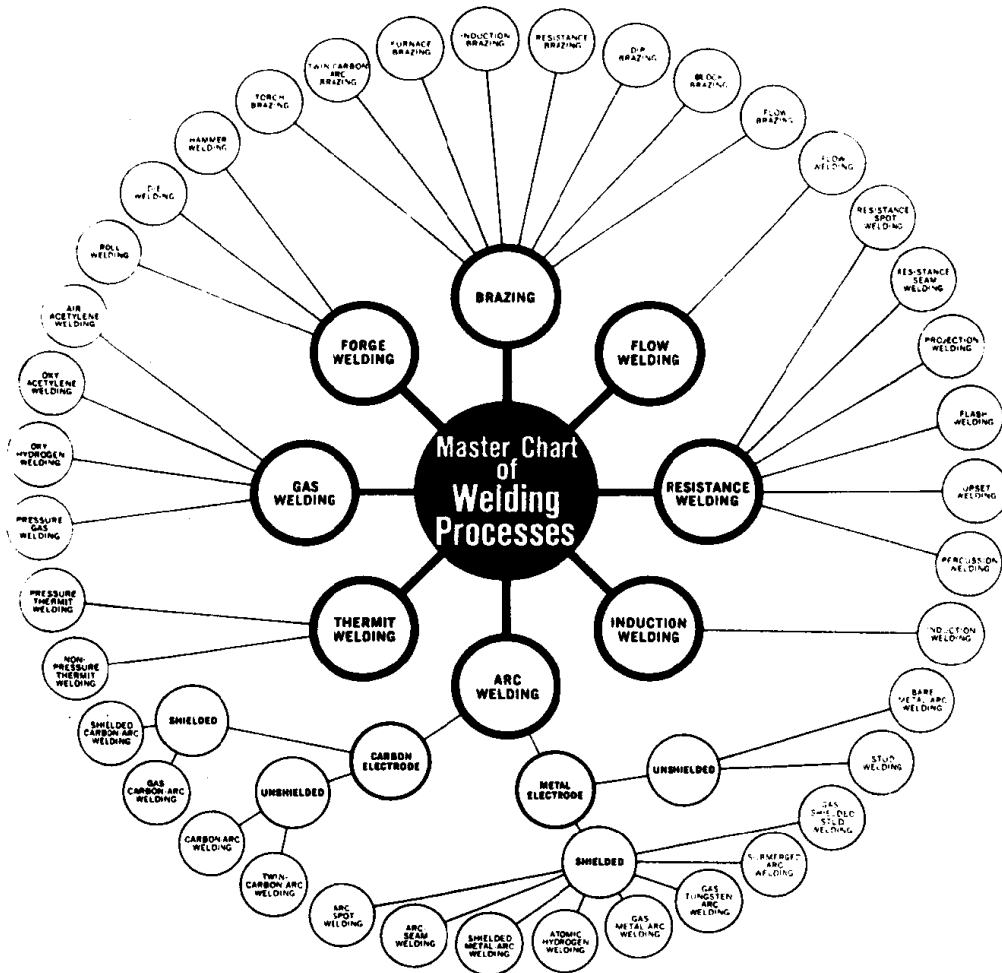 Master Chart
of
Welding
Processes
BRAZING
TORCH
BRAZING
TWIN CARBON
ARC
BRAZING
FURNACE
BRAZING
INDUCTION
BRAZING
RESISTANCE
BRAZING
DIP
BRAZING
BLOCK
BRAZING
FLOW
BRAZING
FLOW
WELDING
FLOW
WELDING
RESISTANCE
WELDING
RESISTANCE
SPOT
WELDING
RESISTANCE
SEAM
WELDING
PROJECTION
WELDING
FLASH
WELDING
UPSET
WELDING
PERCUSSION
WELDING
INDUCTION
WELDING
INDUCTION
WELDING
ARC
WELDING
METAL
ELECTRODE
UNSHIELDED
BARE
METAL ARC
WELDING
STUD
WELDING
SHIELDED
GAS
SHIELDED
STUD
WELDING
SUBMERGED
ARC
WELDING
GAS
TUNGSTEN
ARC
WELDING
GAS
METAL-ARC
WELDING
ATOMIC
HYDROGEN
WELDING
SHIELDED
METAL-ARC
WELDING
ARC
SEAM
WELDING
ARC
SPOT
WELDING
CARBON
ELECTRODE
UNSHIELDED
TWIN-
CARBON-ARC
WELDING
CARBON-ARC
WELDING
SHIELDED
GAS
CARBON-ARC
WELDING
SHIELDED
CARBON-ARC
WELDING
THERMIT
WELDING
NON-
PRESSURE
THERMIT
WELDING
PRESSURE
THERMIT
WELDING
GAS
WELDING
PRESSURE
GAS
WELDING
OXY
HYDROGEN
WELDING
OXY
ACETYLENE
WELDING
AIR
ACETYLENE
WELDING
FORGE
WELDING
ROLL
WELDING
DIE
WELDING
HAMMER
WELDING